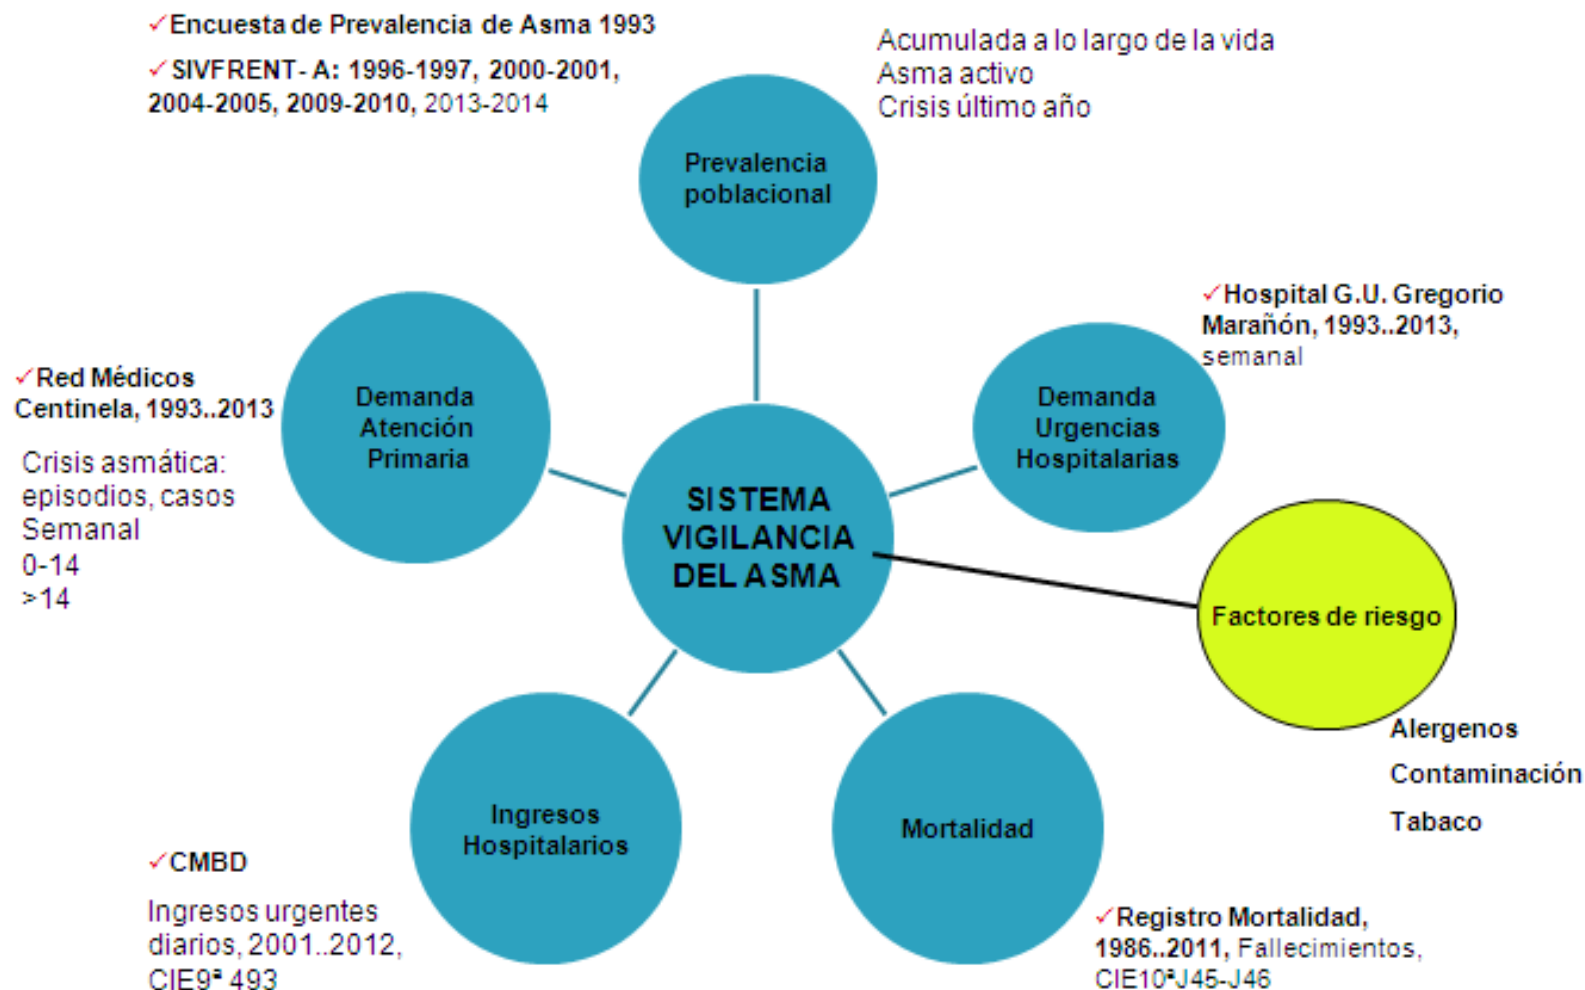 ✓Encuesta de Prevalencia de Asma 1993
✓SIVFRENT- A: 1996-1997, 2000-2001,
2004-2005, 2009-2010, 2013-2014
Acumulada a lo largo de la vida
Asma activo
Crisis último año
Prevalencia
poblacional
✓Hospital G.U. Gregorio
Marañón, 1993..2013,
semanal
Demanda
Urgencias
Hospitalarias
✓Red Médicos
Centinela, 1993..2013
Crisis asmática:
episodios, casos
Semanal
0-14
>14
Demanda
Atención
Primaria
SISTEMA
VIGILANCIA
DEL ASMA
Factores de riesgo
Alergenos
Contaminación
Tabaco
Ingresos
Hospitalarios
✓CMBD
Ingresos urgentes
diarios, 2001..2012,
CIE9ª 493
Mortalidad
✓Registro Mortalidad,
1986..2011, Fallecimientos,
CIE10ªJ45-J46